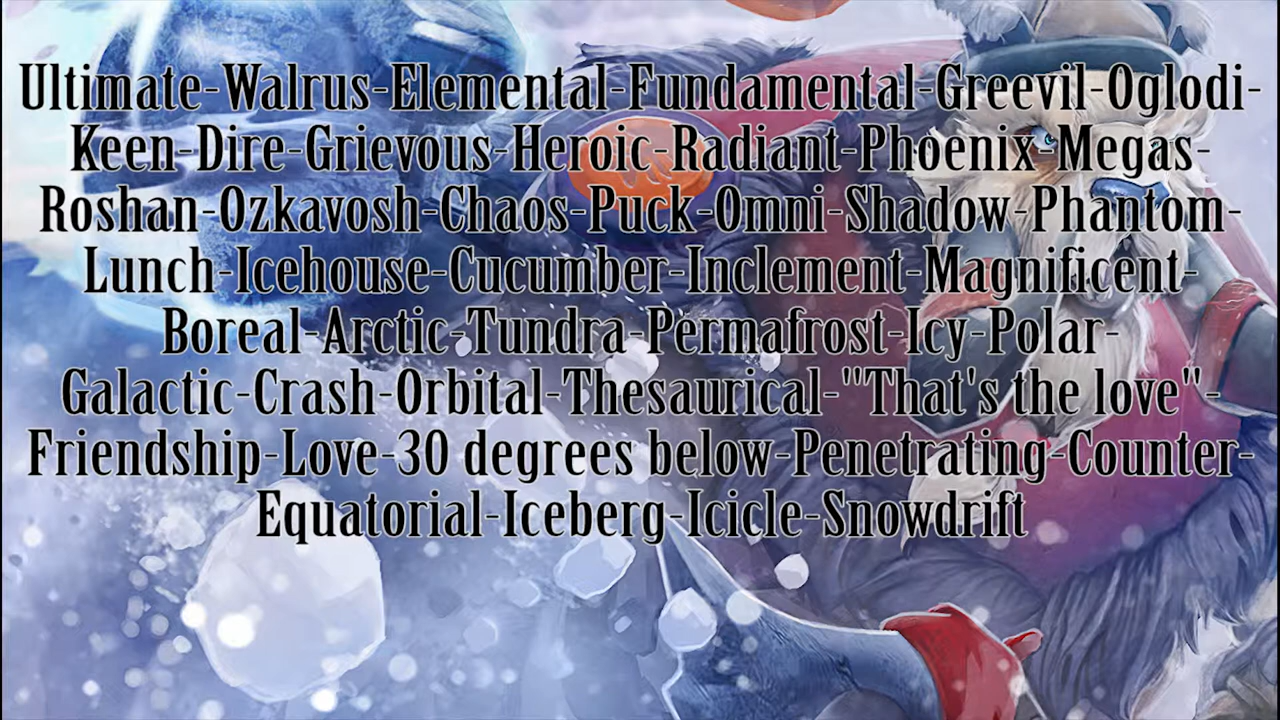 Ultimate-Walrus-Elemental-Fundamental-Greevil-Oglodi-
Keen-Dire-Grievous-Heroic-Radiant-Phoenix-Megas-
Roshan-Ozkavosh-Chaos-Puck-Omni-Shadow-Phantom-
Lunch-Icehouse-Cucumber-Inclement-Magnificent-
Boreal-Arctic-Tundra-Permafrost-Icy-Polar-
Galactic-Crash-Orbital-Thesaurical-"That's the love"-
Friendship-Love-30 degrees below-Penetrating-Counter-
Equatorial-Iceberg-Icicle-Snowdrift